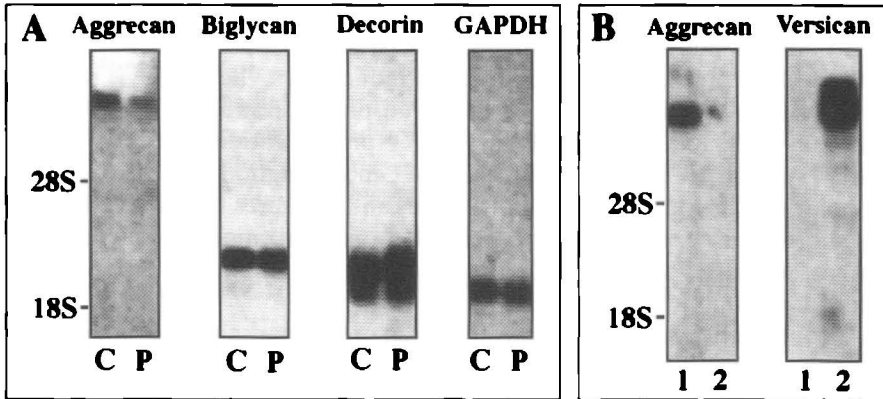 A Aggrecan Biglycan Decorin GAPDH
28S-
18S-
C P C P C P C P
B Aggrecan Versican
28S-
18S-
1 2 1 2